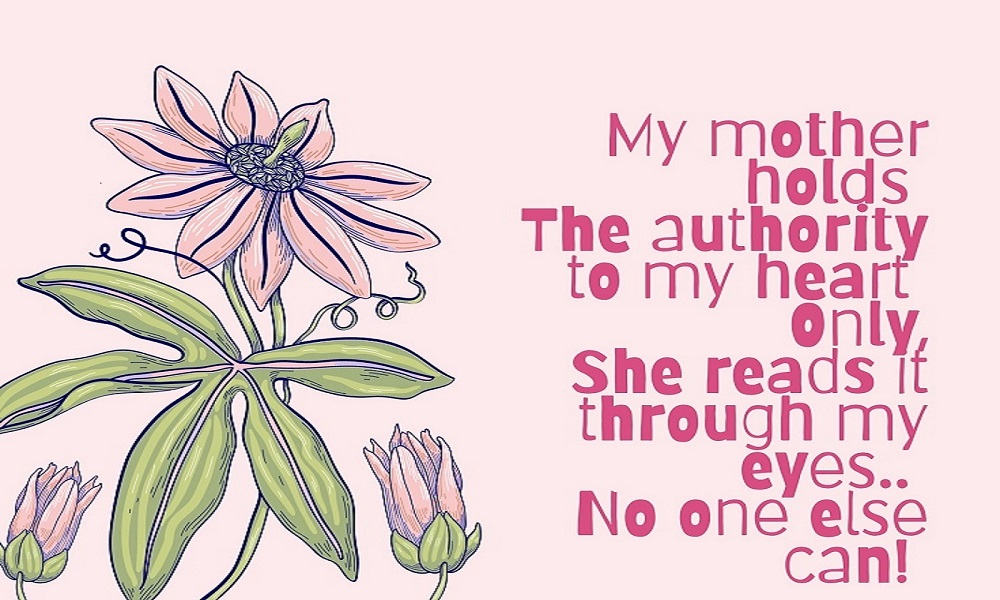 My mother
holds
The authority
to my heart
only,
She reads it
through my
eyes..
No one else
can!